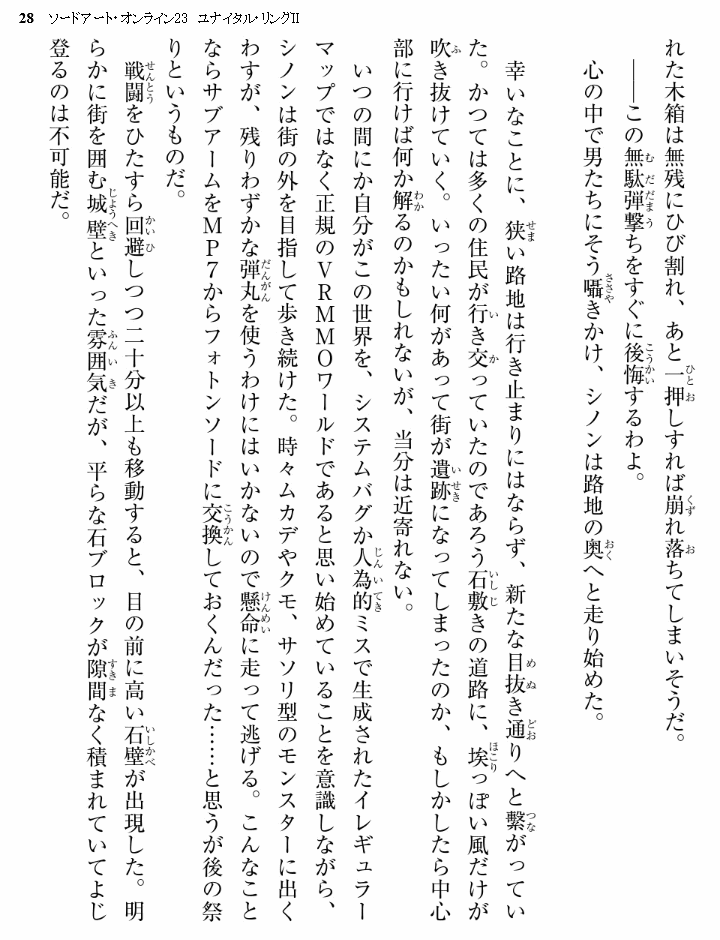 28 ソードアート・オンライン23 ユナイタル・リングII
れた木箱は無残にひび割れ、あと一押しすれば崩れ落ちてしまいそうだ。
――この無駄弾撃ちをすぐに後悔するわよ。
心の中で男たちにそう囁きかけ、シノンは路地の奥へと走り始めた。
幸いなことに、狭い路地は行き止まりにはならず、新たな目抜き通りへと繋がってい
た。かつては多くの住民が行き交っていたのであろう石敷きの道路に、埃っぽい風だけが
吹き抜けていく。いったい何があって街が遺跡になってしまったのか、もしかしたら中心
部に行けば何か解るのかもしれないが、当分は近寄れない。
いつの間にか自分がこの世界を、システムバグか人為的ミスで生成されたイレギュラー
マップではなく正規のVRMMOワールドであると思い始めていることを意識しながら、
シノンは街の外を目指して歩き続けた。時々ムカデやクモ、サソリ型のモンスターに出く
わすが、残りわずかな弾丸を使うわけにはいかないので懸命に走って逃げる。こんなこと
ならサブアームをMP7からフォトンソードに交換しておくんだった……と思うが後の祭
りというものだ。
戦闘をひたすら回避しつつ二十分以上も移動すると、目の前に高い石壁が出現した。明
らかに街を囲む城壁といった雰囲気だが、平らな石ブロックが隙間なく積まれていてよじ
登るのは不可能だ。